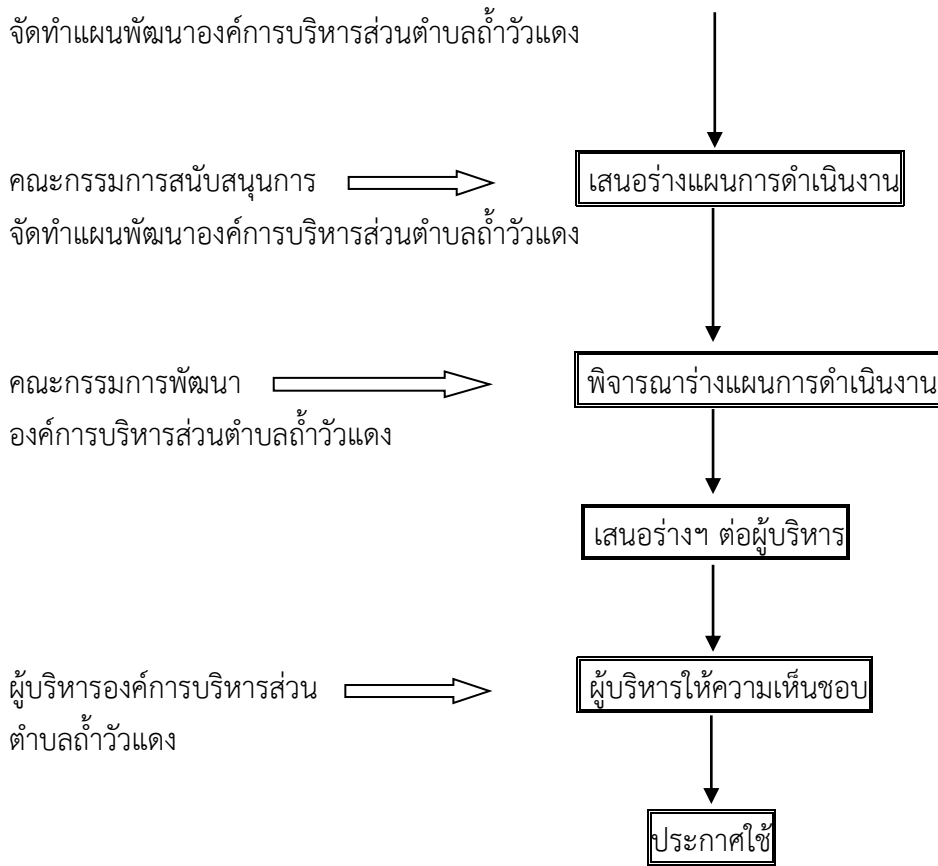 จัดทำแผนพัฒนาองค์การบริหารส่วนตำบลถ้ำวัวแดง
คณะกรรมการสนับสนุนการ
เสนอร่างแผนการดำเนินงาน
จัดทำแผนพัฒนาองค์การบริหารส่วนตำบลถ้ำวัวแดง
คณะกรรมการพัฒนา
พิจารณาร่างแผนการดำเนินงาน
องค์การบริหารส่วนตำบลถ้ำวัวแดง
เสนอร่างฯ ต่อผู้บริหาร
ผู้บริหารองค์การบริหารส่วน
ผู้บริหารให้ความเห็นชอบ
ตำบลถ้ำวัวแดง
ประกาศใช้